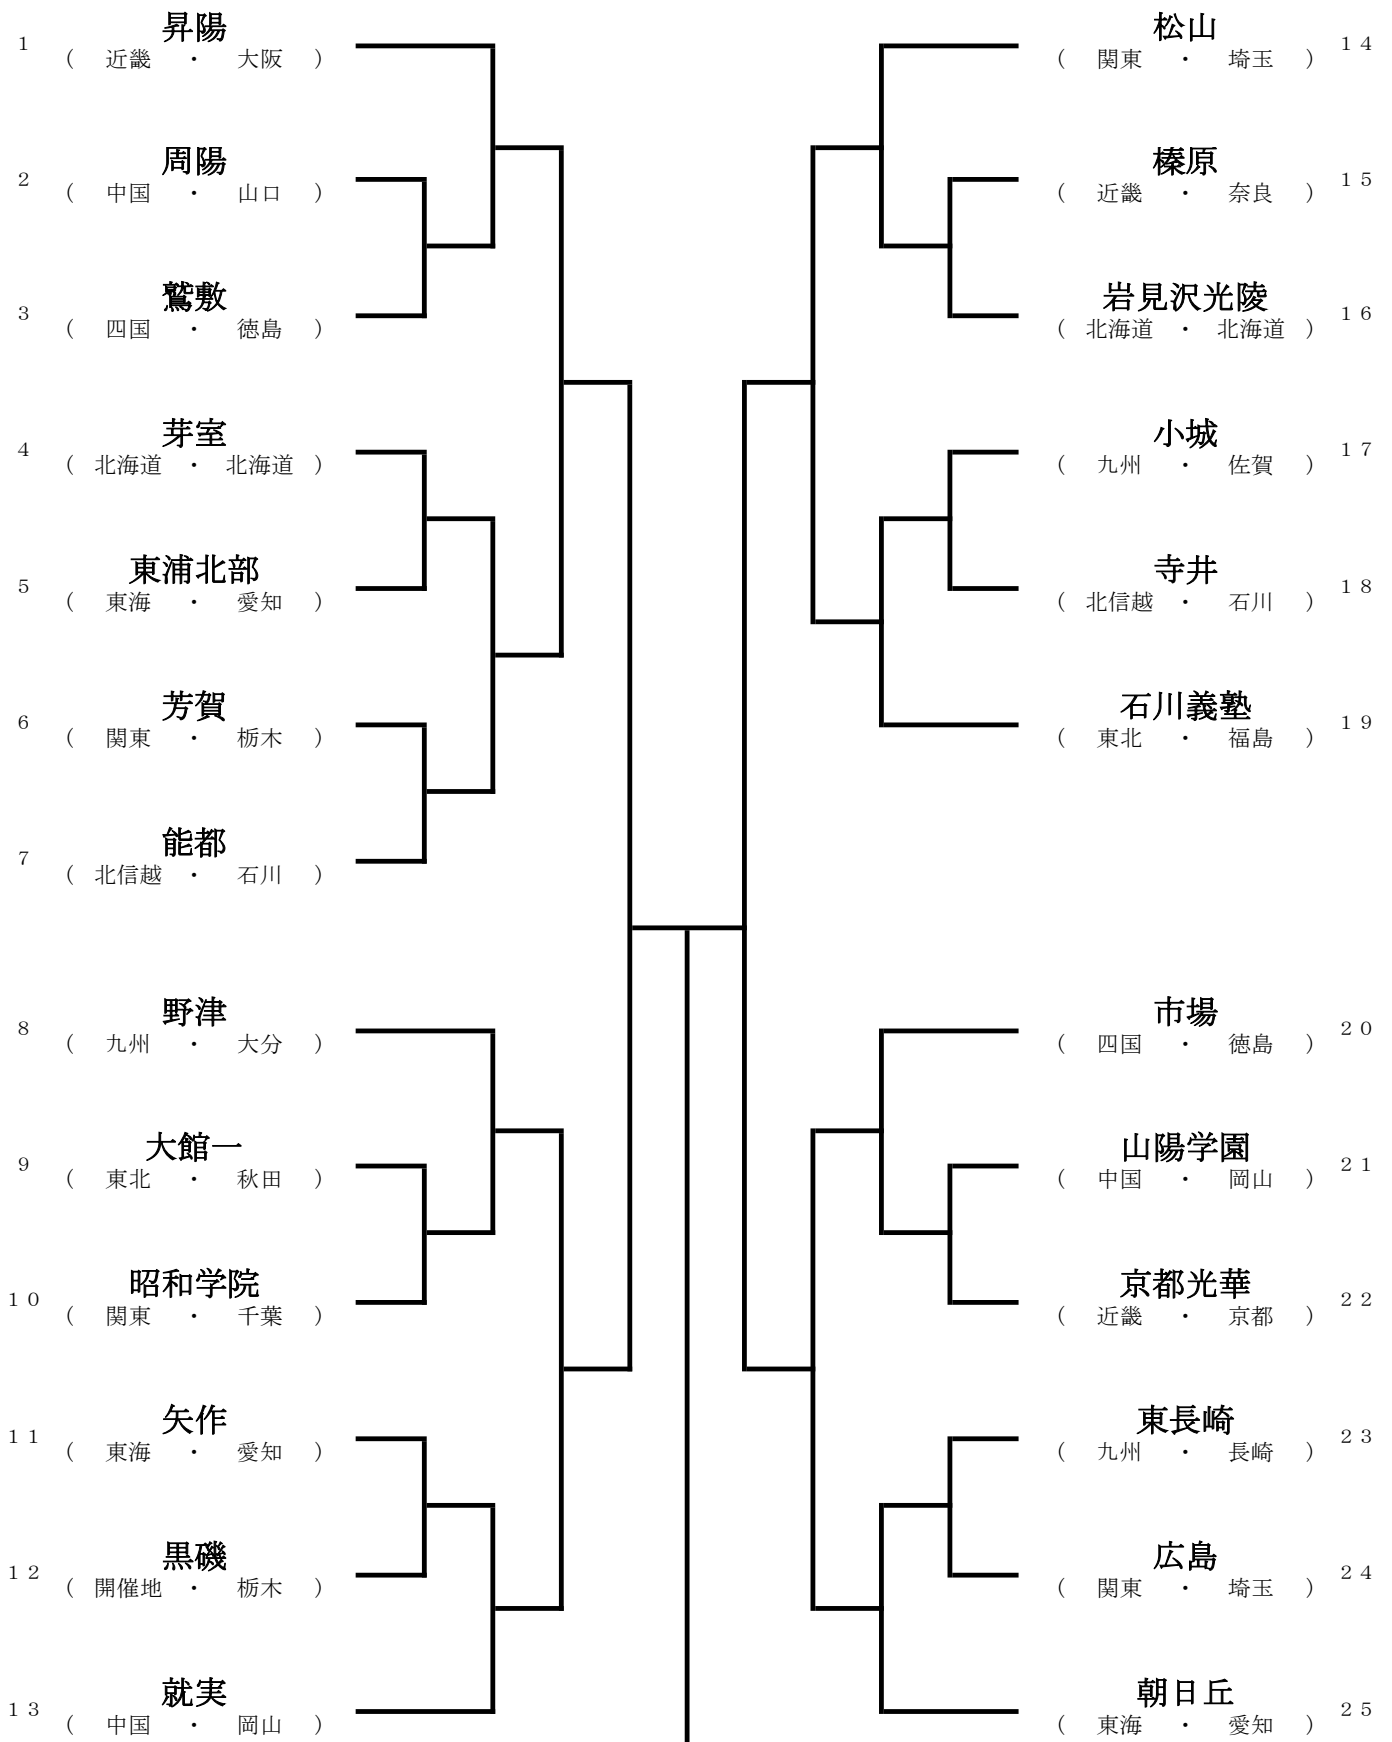 1
昇陽
（ 近畿 ・ 大阪 ）
2
周陽
（ 中国 ・ 山口 ）
3
鷲敷
（ 四国 ・ 徳島 ）
4
芽室
（ 北海道 ・ 北海道 ）
5
東浦北部
（ 東海 ・ 愛知 ）
6
芳賀
（ 関東 ・ 栃木 ）
7
能都
（ 北信越 ・ 石川 ）
8
野津
（ 九州 ・ 大分 ）
9
大館一
（ 東北 ・ 秋田 ）
10
昭和学院
（ 関東 ・ 千葉 ）
11
矢作
（ 東海 ・ 愛知 ）
12
黒磯
（ 開催地 ・ 栃木 ）
13
就実
（ 中国 ・ 岡山 ）
松山
（ 関東 ・ 埼玉 ）
14
榛原
（ 近畿 ・ 奈良 ）
15
岩見沢光陵
（ 北海道 ・ 北海道 ）
16
小城
（ 九州 ・ 佐賀 ）
17
寺井
（ 北信越 ・ 石川 ）
18
石川義塾
（ 東北 ・ 福島 ）
19
市場
（ 四国 ・ 徳島 ）
20
山陽学園
（ 中国 ・ 岡山 ）
21
京都光華
（ 近畿 ・ 京都 ）
22
東長崎
（ 九州 ・ 長崎 ）
23
広島
（ 関東 ・ 埼玉 ）
24
朝日丘
（ 東海 ・ 愛知 ）
25